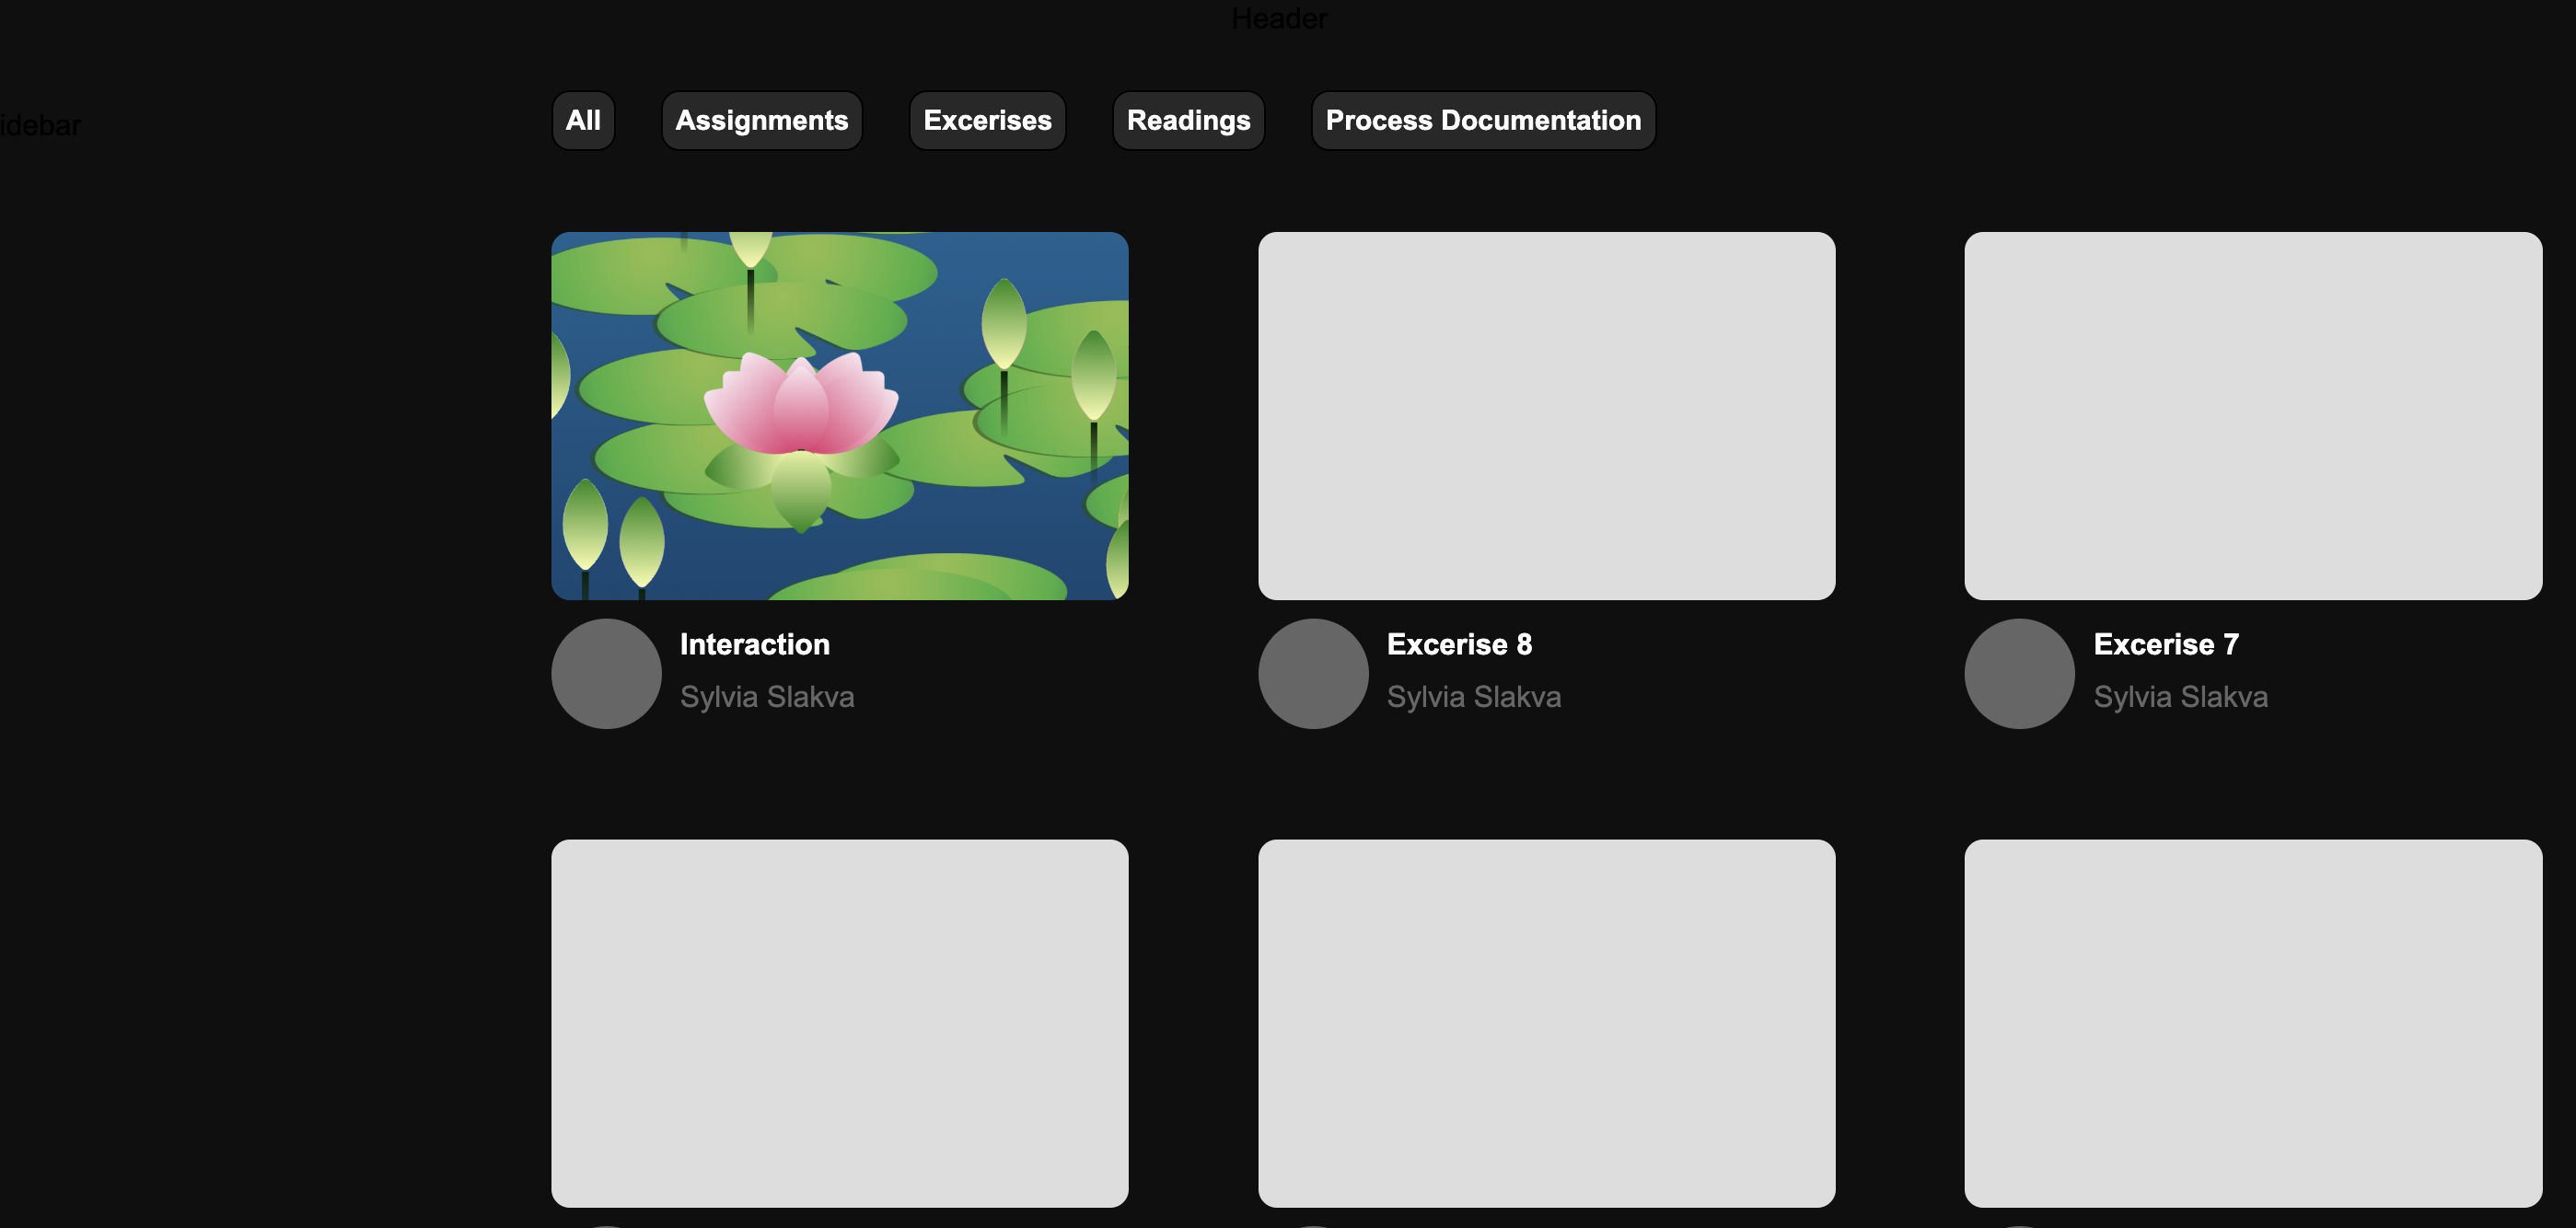 Header
idebar
All Assignments Excerises Readings Process Documentation
Interaction
Sylvia Slakva
Excerise 8
Sylvia Slakva
Excerise 7
Sylvia Slakva